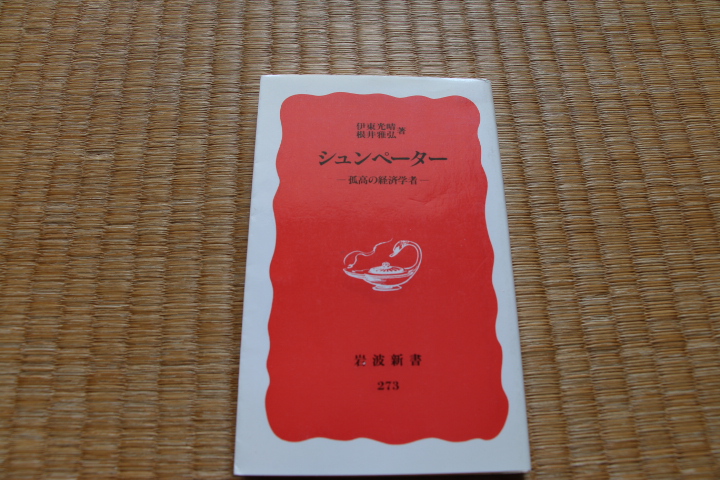 伊東光晴
根井雅弘 著
シュンペーター
―孤高の経済学者―
岩波新書
273